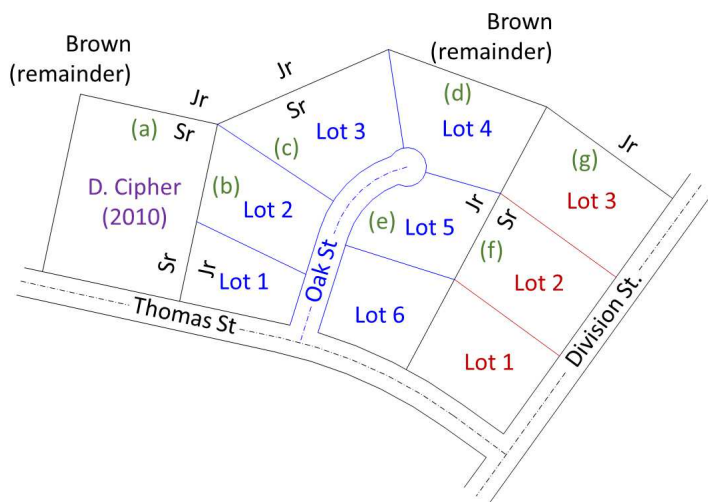 Brown
(remainder)
Brown
(remainder)
Jr
Jr
Jr
(a)
Sr
Sr
Lot 3
(c)
(d)
Lot 4
(g)
Lot 3
D. Cipher
(2010)
(b)
Lot 2
(e)
Lot 5
Jr
Sr
(f)
Sr
Jr
Lot 1
Oak St
Lot 6
Lot 2
Thomas St
Lot 1
Division St.